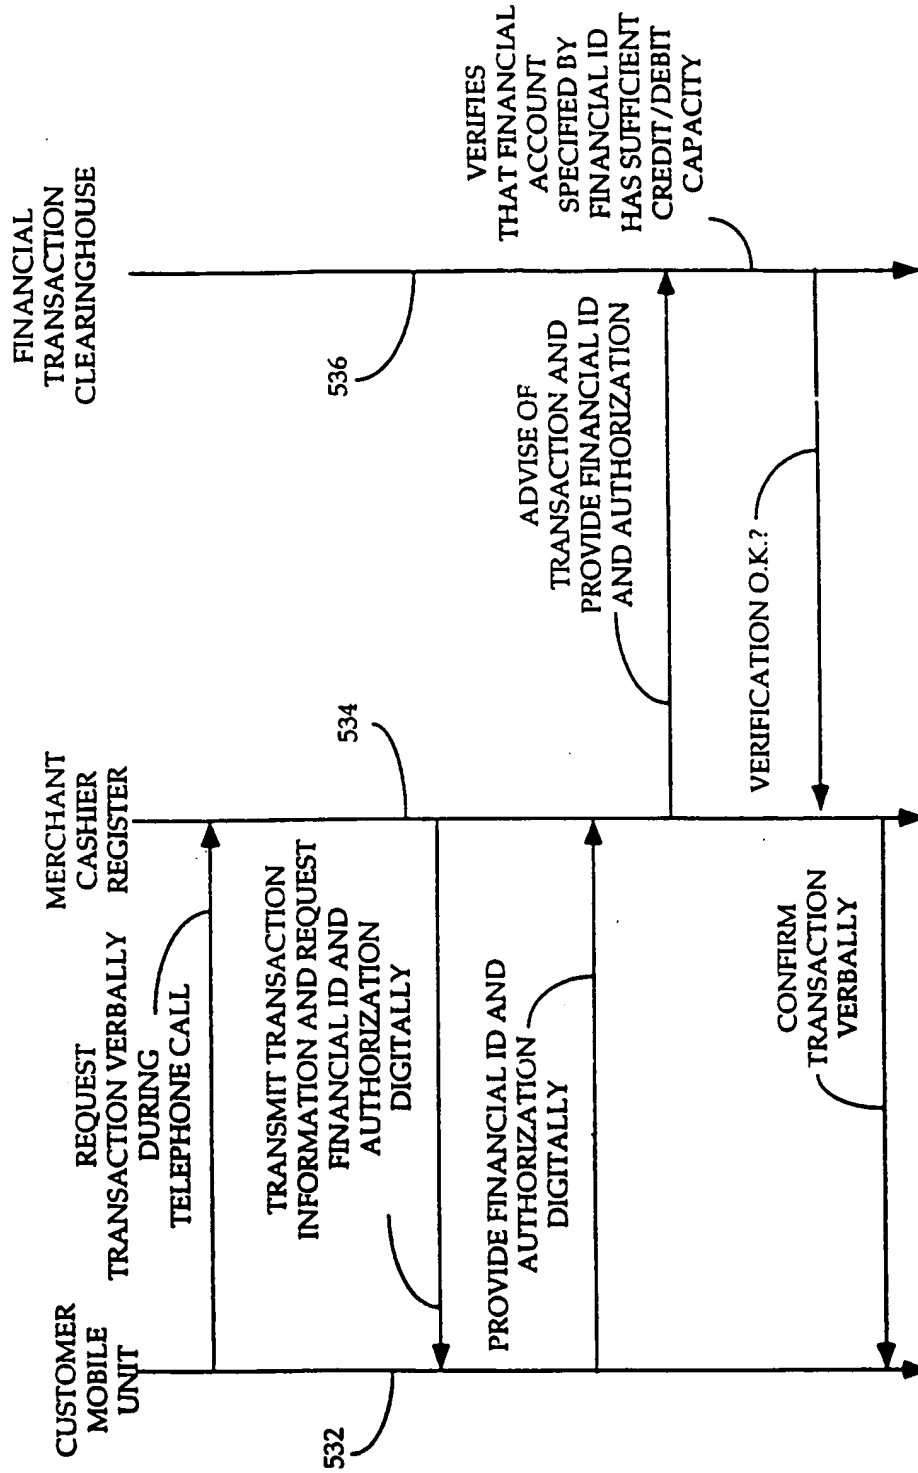 CUSTOMER
MOBILE
UNIT
REQUEST
TRANSACTION VERBALLY
DURING
TELEPHONE CALL
MERCHANT
CASHIER
REGISTER
FINANCIAL
TRANSACTION
CLEARINGHOUSE
532
534
536
TRANSMIT TRANSACTION
INFORMATION AND REQUEST
FINANCIAL ID AND
AUTHORIZATION
DIGITALLY
PROVIDE FINANCIAL ID AND
AUTHORIZATION
DIGITALLY
ADVISE OF
TRANSACTION AND
PROVIDE FINANCIAL ID
AND AUTHORIZATION
VERIFIES
THAT FINANCIAL
ACCOUNT
SPECIFIED BY
FINANCIAL ID
HAS SUFFICIENT
CREDIT/DEBIT
CAPACITY
VERIFICATION O.K.?
CONFIRM
TRANSACTION
VERBALLY